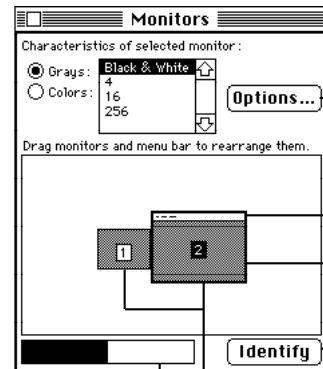 Monitors
Characteristics of selected monitor:
Grays:
Colors:
Black & White
4
16
256
Options...
Drag monitors and menu bar to rearrange them.
1
2
Identify